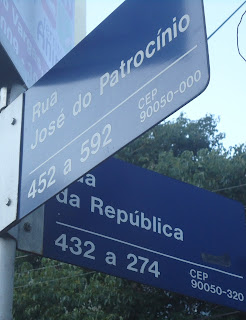 Rua
José do Patrocínio
452 a 592
CEP
90050-000
da República
432 a 274
CEP
90050-320